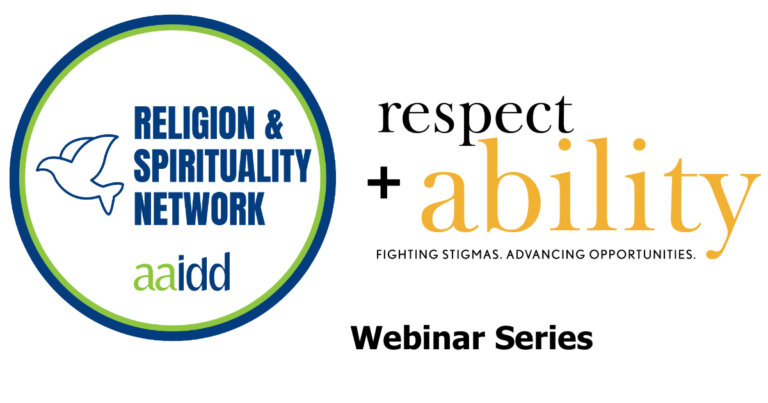 RELIGION &
SPIRITUALITY
NETWORK
aaidd
respect
+ ability
FIGHTING STIGMAS. ADVANCING OPPORTUNITIES.
Webinar Series